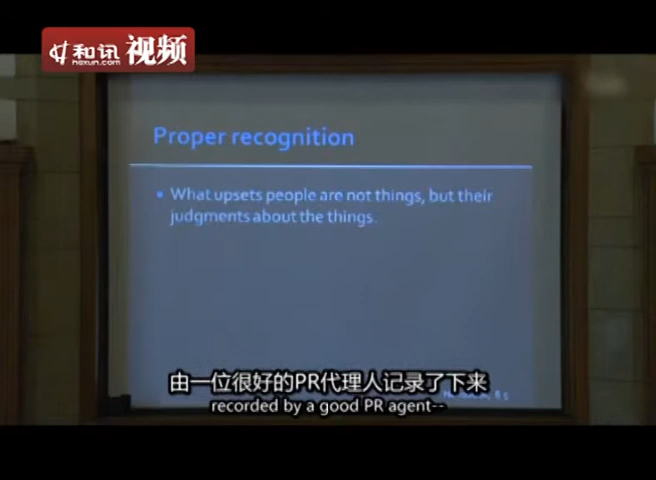 和讯 视频
hexun.com
Proper recognition
• What upsets people are not things, but their
judgments about the things.
由一位很好的PR代理人记录了下来
recorded by a good PR agent--